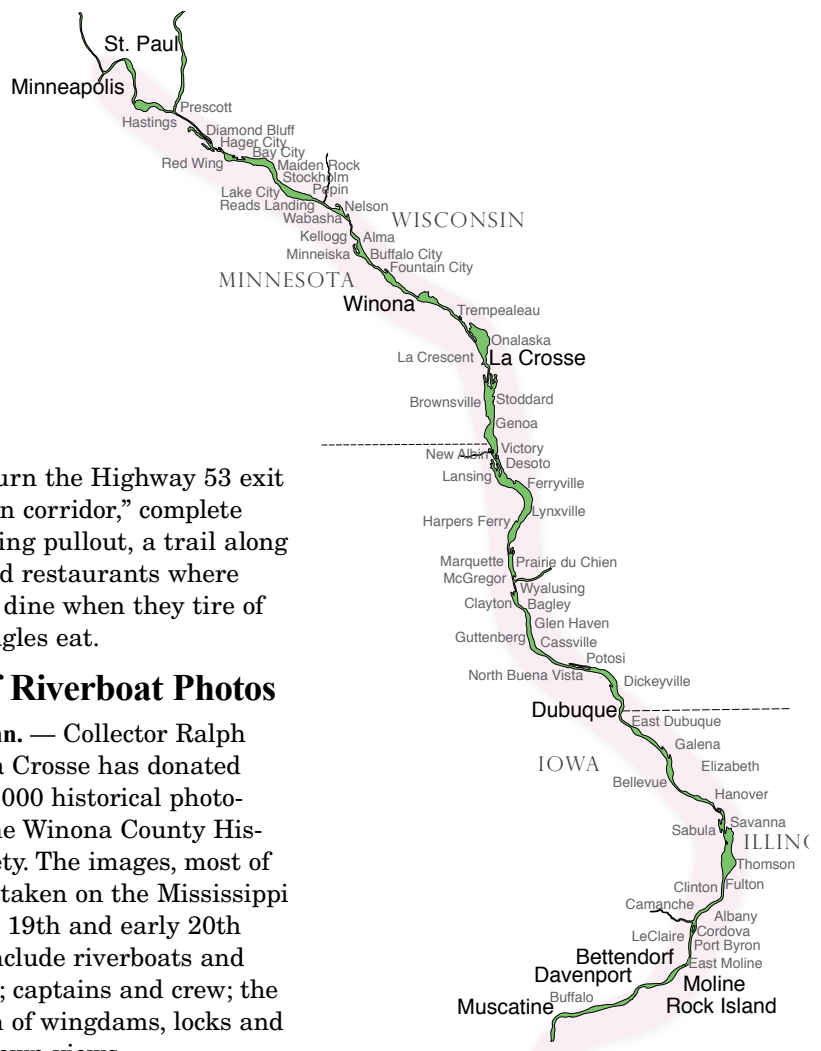 St. Paul
Minneapolis
Prescott
Hastings
Diamond Bluff
Hager City
Bay City
Red Wing
Maiden Rock
Stockholm
Pepin
Lake City
Reads Landing
Nelson
Wabasha
WISCONSIN
Kellogg
Alma
Minneiska
Buffalo City
Fountain City
MINNESOTA
Winona
Trempealeau
Onalaska
La Crescent
La Crosse
Brownsville
Stoddard
Genoa
New Albin
Victory
Desoto
Lansing
Ferryville
Lynxville
Harpers Ferry
Marquette
Prairie du Chien
McGregor
Wyalusing
Clayton
Bagley
Glen Haven
Guttenberg
Cassville
Potosi
North Buena Vista
Dickeyville
Dubuque
East Dubuque
Galena
IOWA
Elizabeth
Bellevue
Hanover
Sabula
Savanna
ILLINO
Thomson
Clinton
Fulton
Camanche
Albany
LeClaire
Cordova
Port Byron
Bettendorf
East Moline
Davenport
Moline
Buffalo
Muscatine
Rock Island
urn the Highway 53 exit
n corridor,” complete
ing pullout, a trail along
d restaurants where
dine when they tire of
gles eat.
f Riverboat Photos
nn. — Collector Ralph
a Crosse has donated
000 historical photo-
he Winona County His-
ety. The images, most of
taken on the Mississippi
19th and early 20th
nclude riverboats and
; captains and crew; the
n of wingdams, locks and